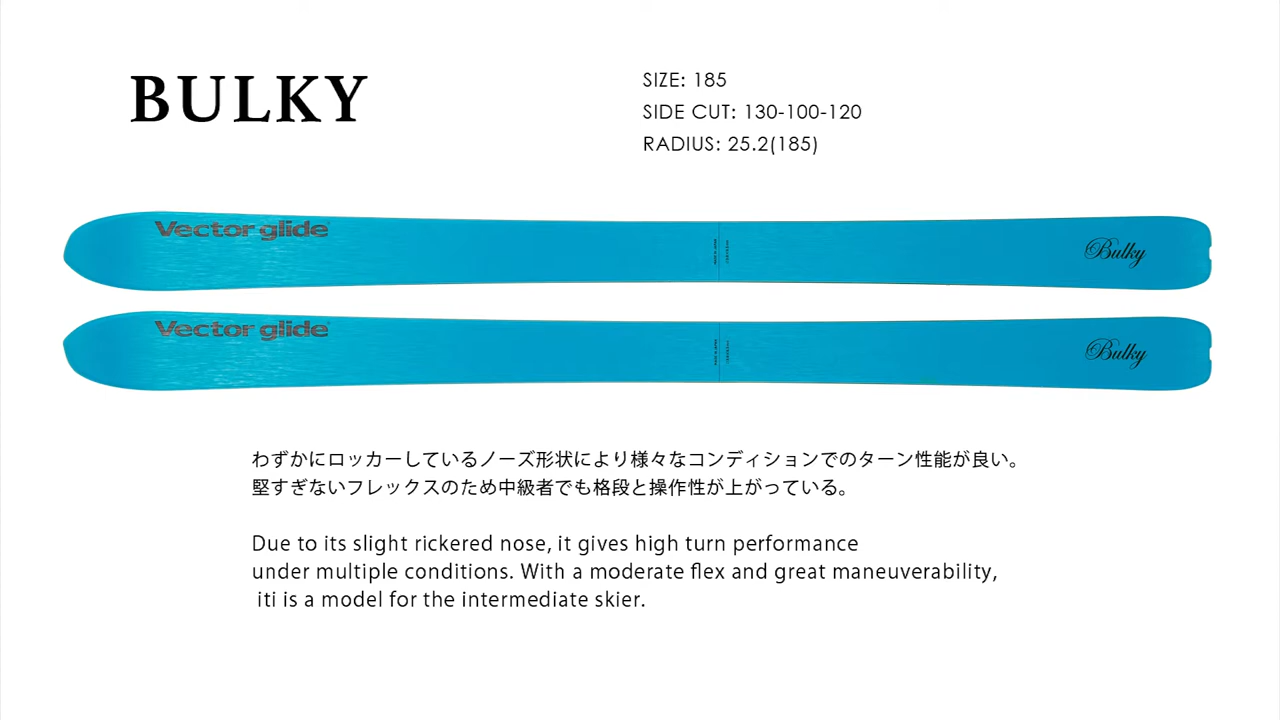 BULKY
SIZE: 185
SIDE CUT: 130-100-120
RADIUS: 25.2(185)
Vector glide
Bulky
Vector glide
Bulky
わずかにロッカーしているノーズ形状により様々なコンディションでのターン性能が良い。
堅すぎないフレックスのため中級者でも格段と操作性が上がっている。
Due to its slight rickered nose, it gives high turn performance
under multiple conditions. With a moderate flex and great maneuverability,
iti is a model for the intermediate skier.